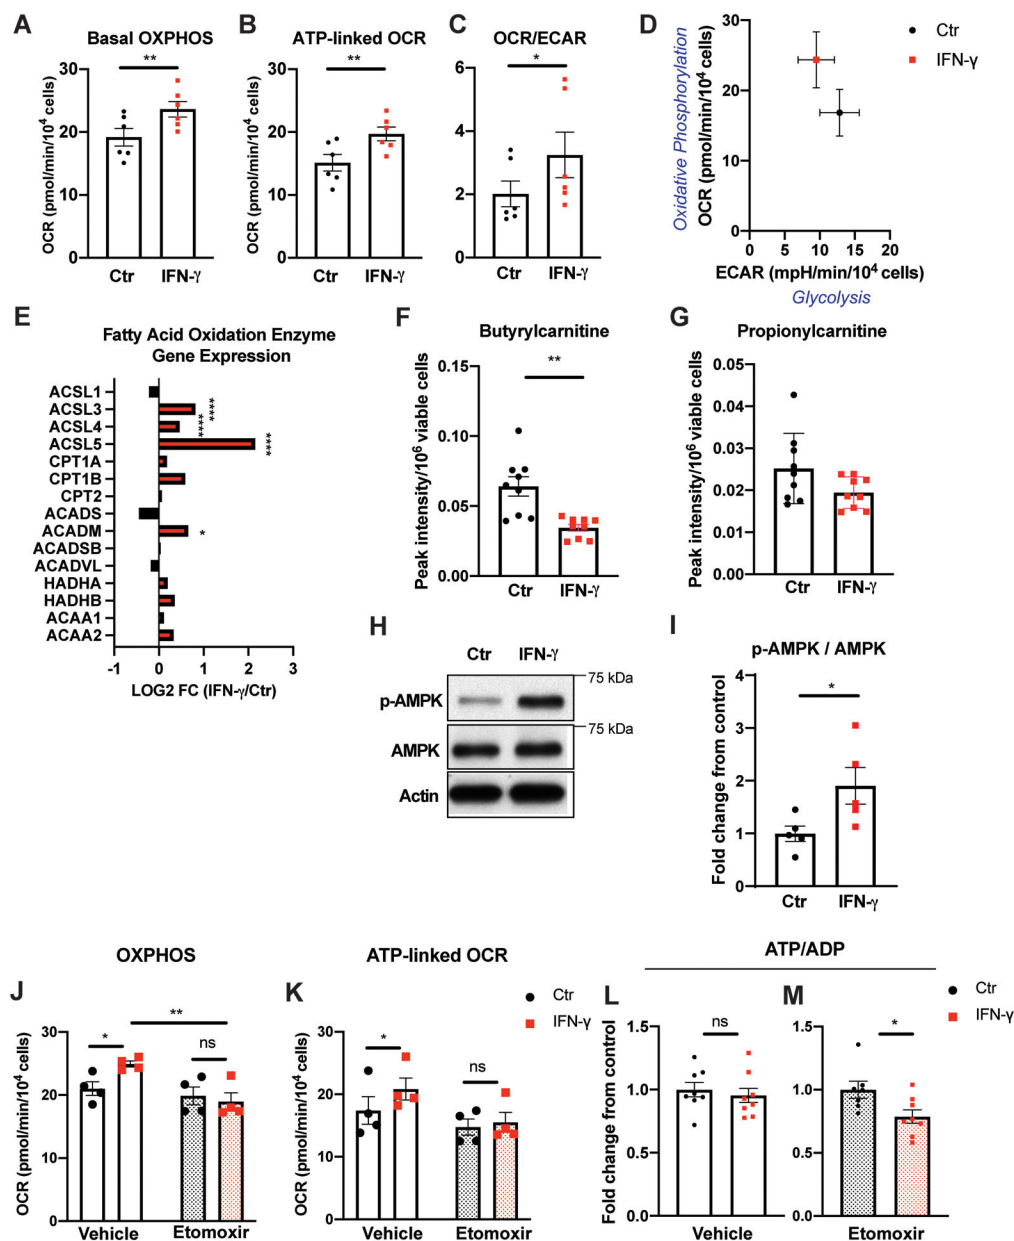 A
Basal OXPHOS
**
OCR (pmol/min/10⁴ cells)
30
20
10
0
Ctr
IFN-γ
B
ATP-linked OCR
**
OCR (pmol/min/10⁴ cells)
30
20
10
0
Ctr
IFN-γ
C
OCR/ECAR
*
6
4
2
0
Ctr
IFN-γ
D
Oxidative Phosphorylation
OCR (pmol/min/10⁴ cells)
30
20
10
0
0 5 10 15 20
ECAR (mpH/min/10⁴ cells)
Glycolysis
Ctr
IFN-γ
E
Fatty Acid Oxidation Enzyme
Gene Expression
ACSL1
ACSL3
****
ACSL4
****
ACSL5
****
CPT1A
CPT1B
CPT2
ACADS
ACADM
*
ACADSB
ACADVL
HADHA
HADHB
ACAA1
ACAA2
-1 0 1 2 3
LOG2 FC (IFN-γ/Ctr)
F
Butyrylcarnitine
**
Peak intensity/10⁶ viable cells
0.15
0.10
0.05
0.00
Ctr
IFN-γ
G
Propionylcarnitine
Peak intensity/10⁶ viable cells
0.05
0.04
0.03
0.02
0.01
0.00
Ctr
IFN-γ
H
Ctr IFN-γ
75 kDa
p-AMPK
75 kDa
AMPK
Actin
I
p-AMPK / AMPK
*
Fold change from control
4
3
2
1
0
Ctr
IFN-γ
J
OXPHOS
**
*
ns
OCR (pmol/min/10⁴ cells)
30
20
10
0
Vehicle
Etomoxir
K
ATP-linked OCR
Ctr
IFN-γ
*
ns
OCR (pmol/min/10⁴ cells)
30
20
10
0
Vehicle
Etomoxir
ATP/ADP
L
ns
Fold change from control
1.5
1.0
0.5
0.0
Vehicle
M
Ctr
IFN-γ
*
1.5
1.0
0.5
0.0
Etomoxir